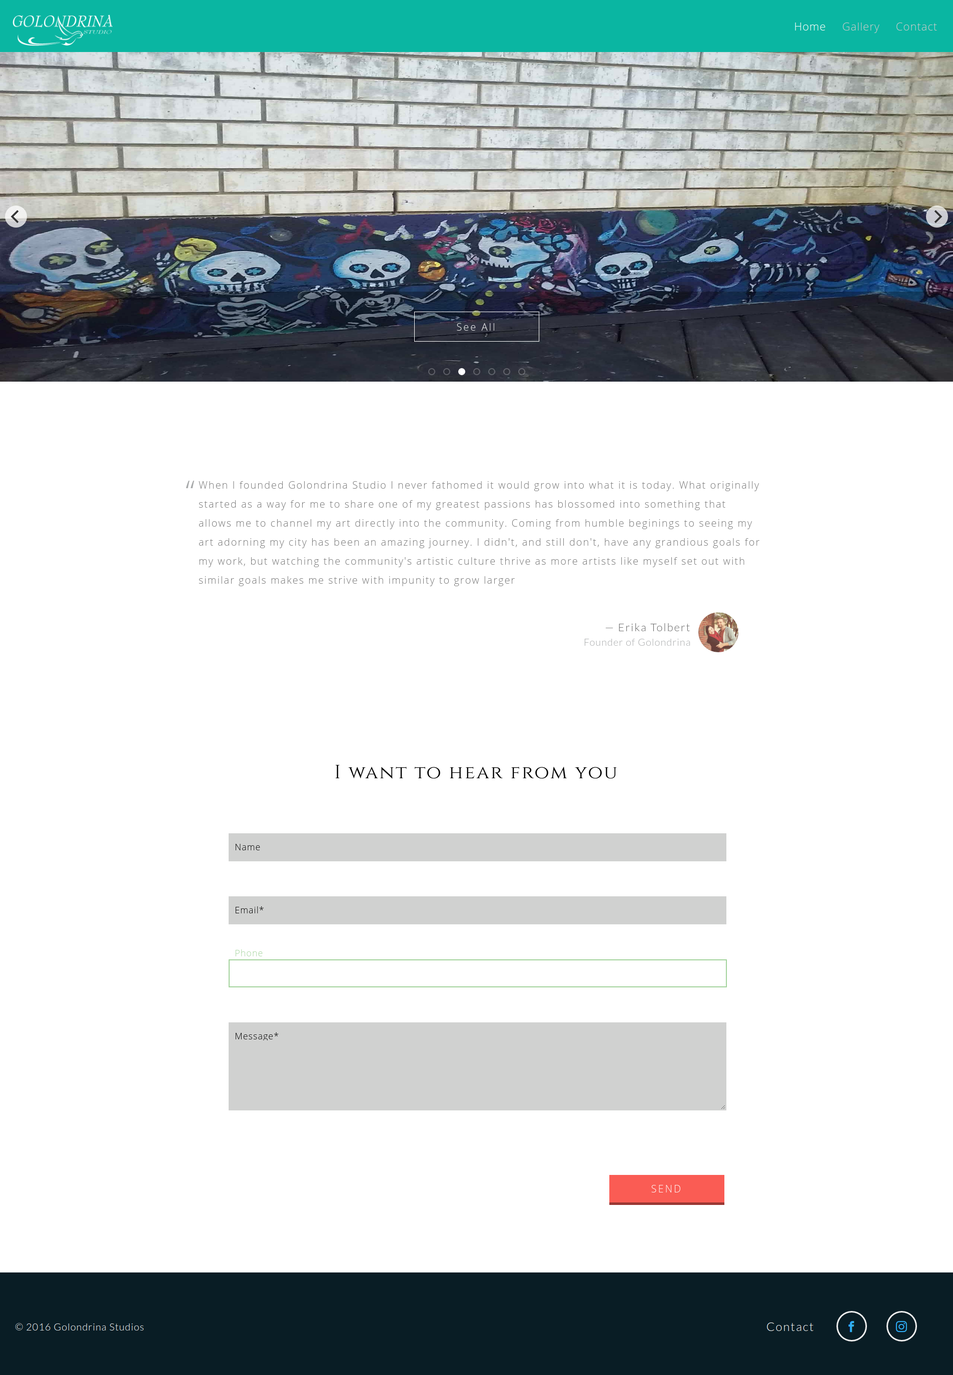 GOLONDRINA
STUDIO
Home Gallery Contact
See All
“ When I founded Golondrina Studio I never fathomed it would grow into what it is today. What originally
started as a way for me to share one of my greatest passions has blossomed into something that
allows me to channel my art directly into the community. Coming from humble beginings to seeing my
art adorning my city has been an amazing journey. I didn't, and still don't, have any grandious goals for
my work, but watching the community's artistic culture thrive as more artists like myself set out with
similar goals makes me strive with impunity to grow larger
— Erika Tolbert
Founder of Golondrina
I WANT TO HEAR FROM YOU
Name
Email*
Phone
Message*
SEND
© 2016 Golondrina Studios
Contact